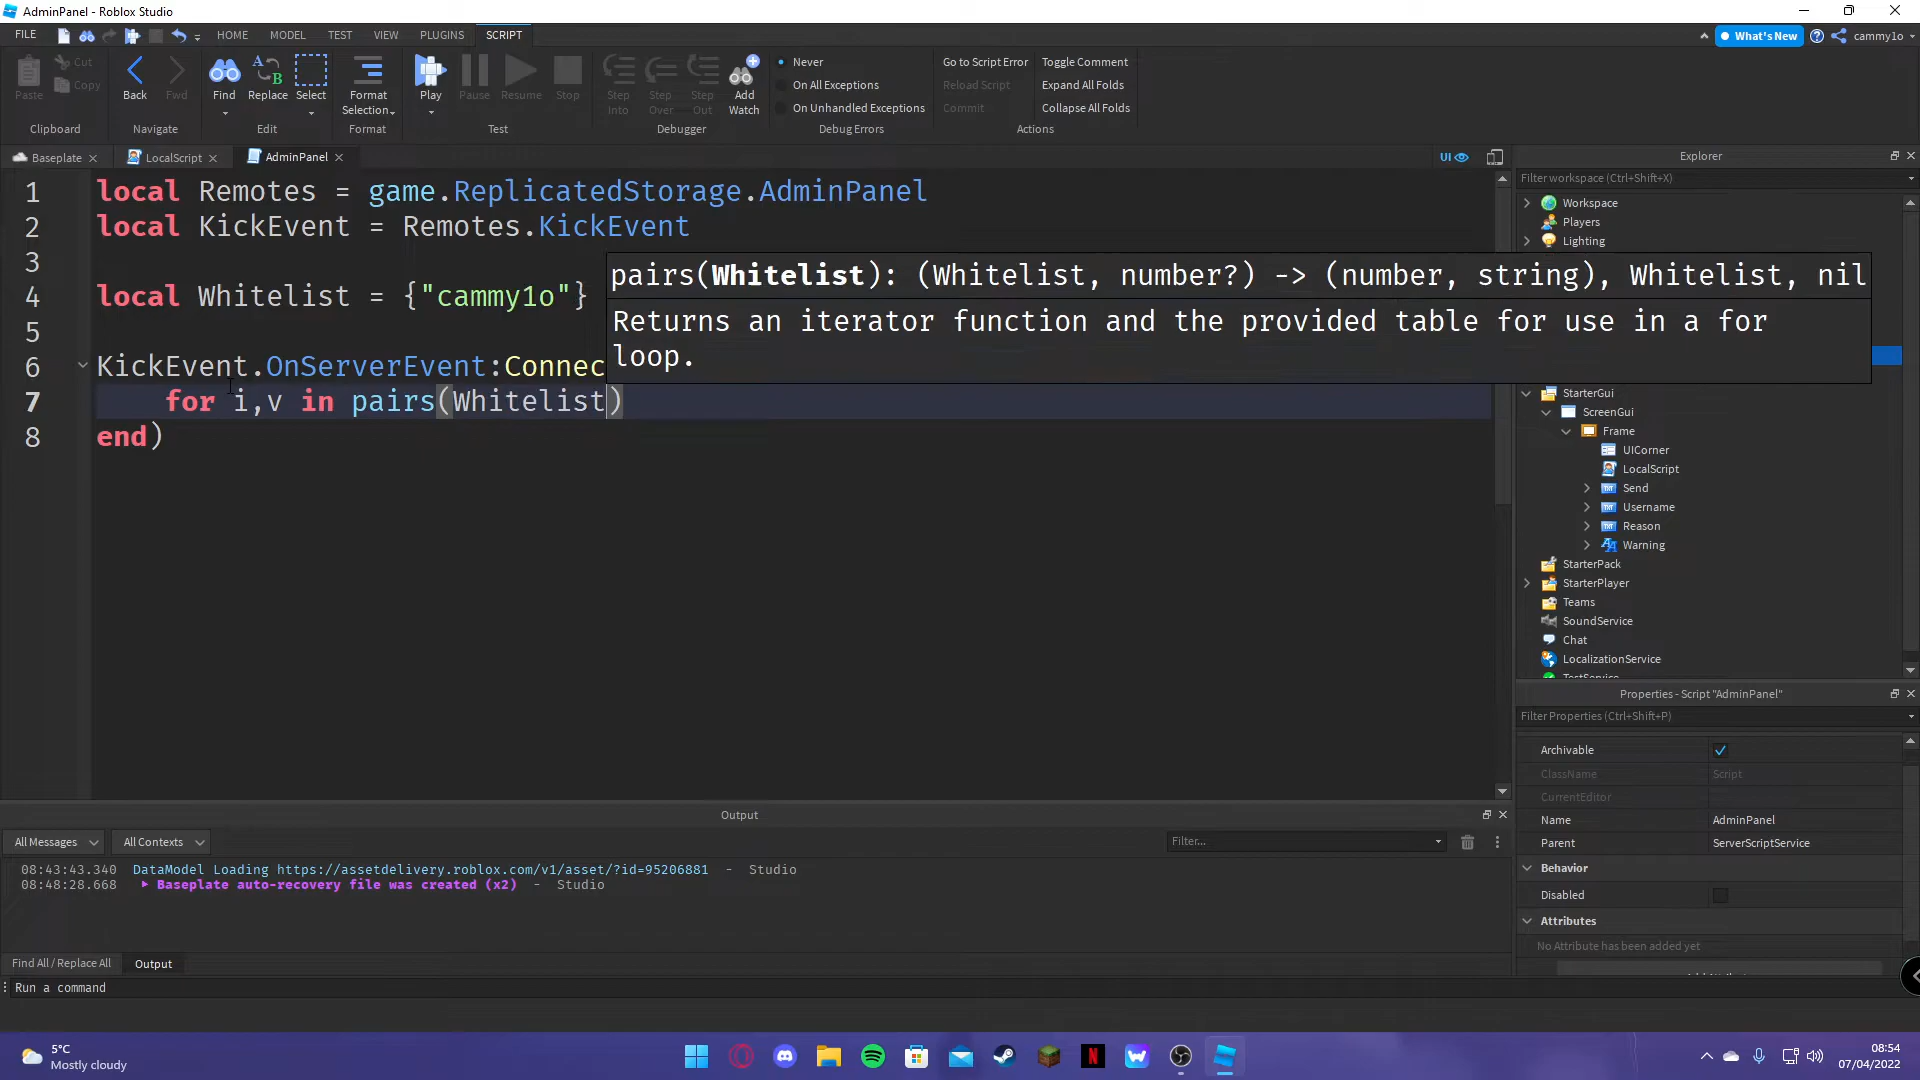 AdminPanel - Roblox Studio
FILE
HOME
MODEL
TEST
VIEW
PLUGINS
SCRIPT
What's New
cammy1o
Paste
Cut
Copy
Back
Fwd
Find
Replace
Select
Format
Selection
Play
Pause
Resume
Stop
Step
Into
Step
Over
Step
Out
Add
Watch
Never
On All Exceptions
On Unhandled Exceptions
Go to Script Error
Reload Script
Commit
Toggle Comment
Expand All Folds
Collapse All Folds
Clipboard
Navigate
Edit
Format
Test
Debugger
Debug Errors
Actions
Baseplate
LocalScript
AdminPanel
UI
1 local Remotes = game.ReplicatedStorage.AdminPanel
2 local KickEvent = Remotes.KickEvent
3
4 local Whitelist = {"cammy1o"}
5
6 KickEvent.OnServerEvent:Connec
7 for i,v in pairs(Whitelist)
8 end)
pairs(Whitelist): (Whitelist, number?) -> (number, string), Whitelist, nil
Returns an iterator function and the provided table for use in a for
loop.
Explorer
Filter workspace (Ctrl+Shift+X)
Workspace
Players
Lighting
StarterGui
ScreenGui
Frame
UICorner
LocalScript
Send
Username
Reason
Warning
StarterPack
StarterPlayer
Teams
SoundService
Chat
LocalizationService
Properties - Script "AdminPanel"
Filter Properties (Ctrl+Shift+P)
Archivable
ClassName Script
CurrentEditor
Name AdminPanel
Parent ServerScriptService
Behavior
Disabled
Attributes
No Attribute has been added yet
Output
All Messages
All Contexts
Filter...
08:43:43.340 DataModel Loading https://assetdelivery.roblox.com/v1/asset/?id=95206881 - Studio
08:48:28.668 Baseplate auto-recovery file was created (x2) - Studio
Find All / Replace All
Output
Run a command
5°C
Mostly cloudy
08:54
07/04/2022